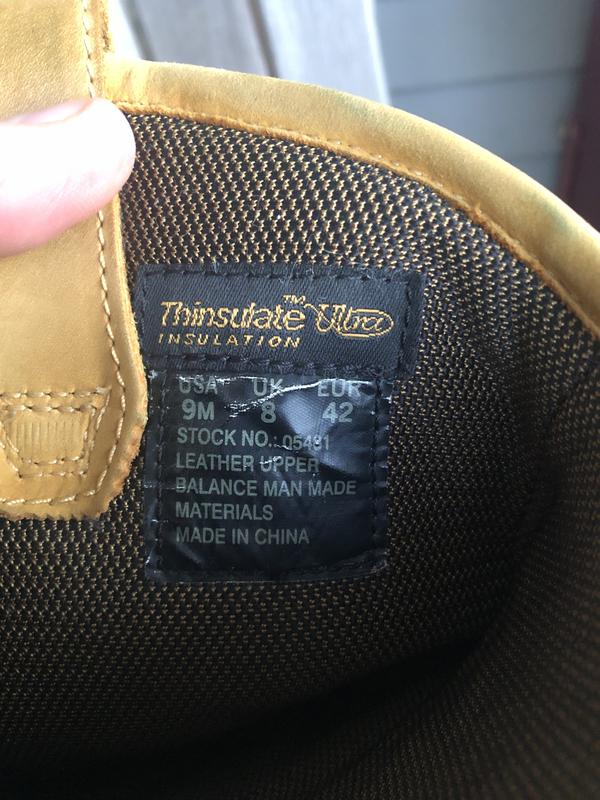 Thinsulate™ Ultra
INSULATION
USA UK EUR
9M 8 42
STOCK NO.: 05481
LEATHER UPPER
BALANCE MAN MADE
MATERIALS
MADE IN CHINA